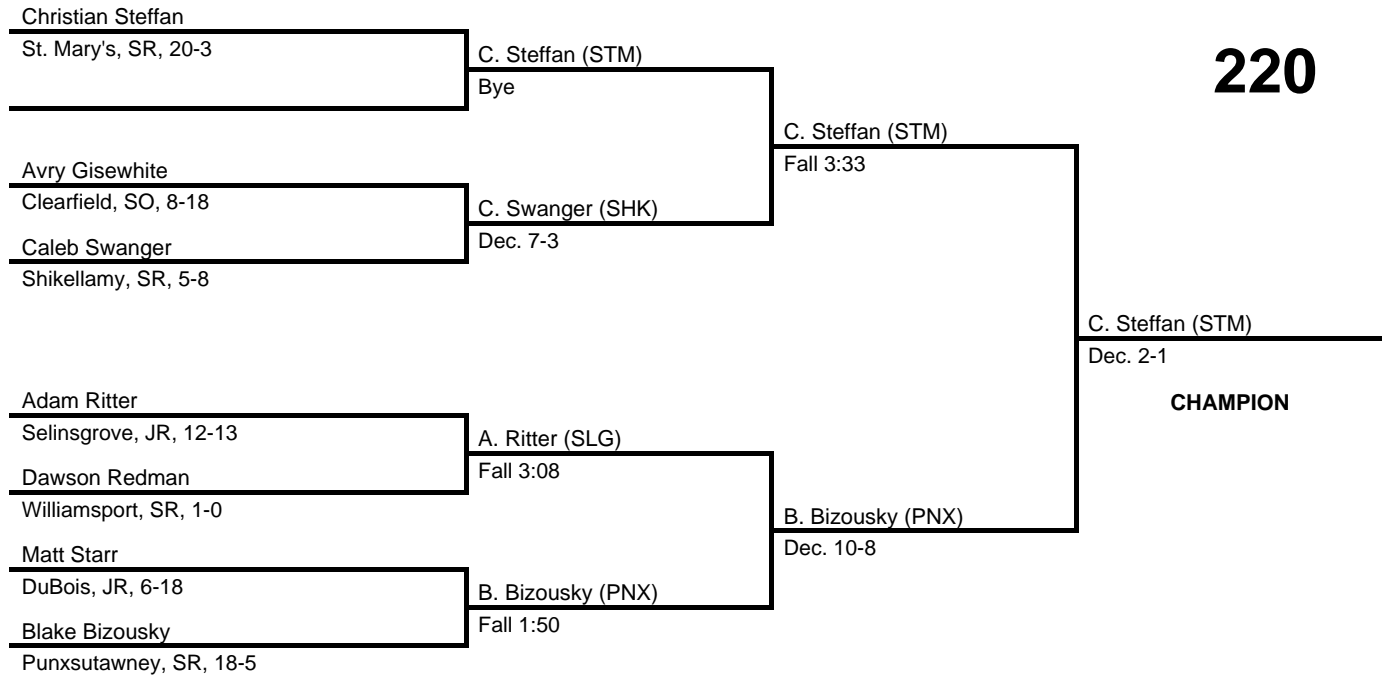 Christian Steffan
St. Mary's, SR, 20-3
C. Steffan (STM)
Bye
220
C. Steffan (STM)
Fall 3:33
Avry Gisewhite
Clearfield, SO, 8-18
C. Swanger (SHK)
Dec. 7-3
Caleb Swanger
Shikellamy, SR, 5-8
C. Steffan (STM)
Dec. 2-1
CHAMPION
Adam Ritter
Selinsgrove, JR, 12-13
A. Ritter (SLG)
Fall 3:08
Dawson Redman
Williamsport, SR, 1-0
B. Bizousky (PNX)
Dec. 10-8
Matt Starr
DuBois, JR, 6-18
B. Bizousky (PNX)
Fall 1:50
Blake Bizousky
Punxsutawney, SR, 18-5